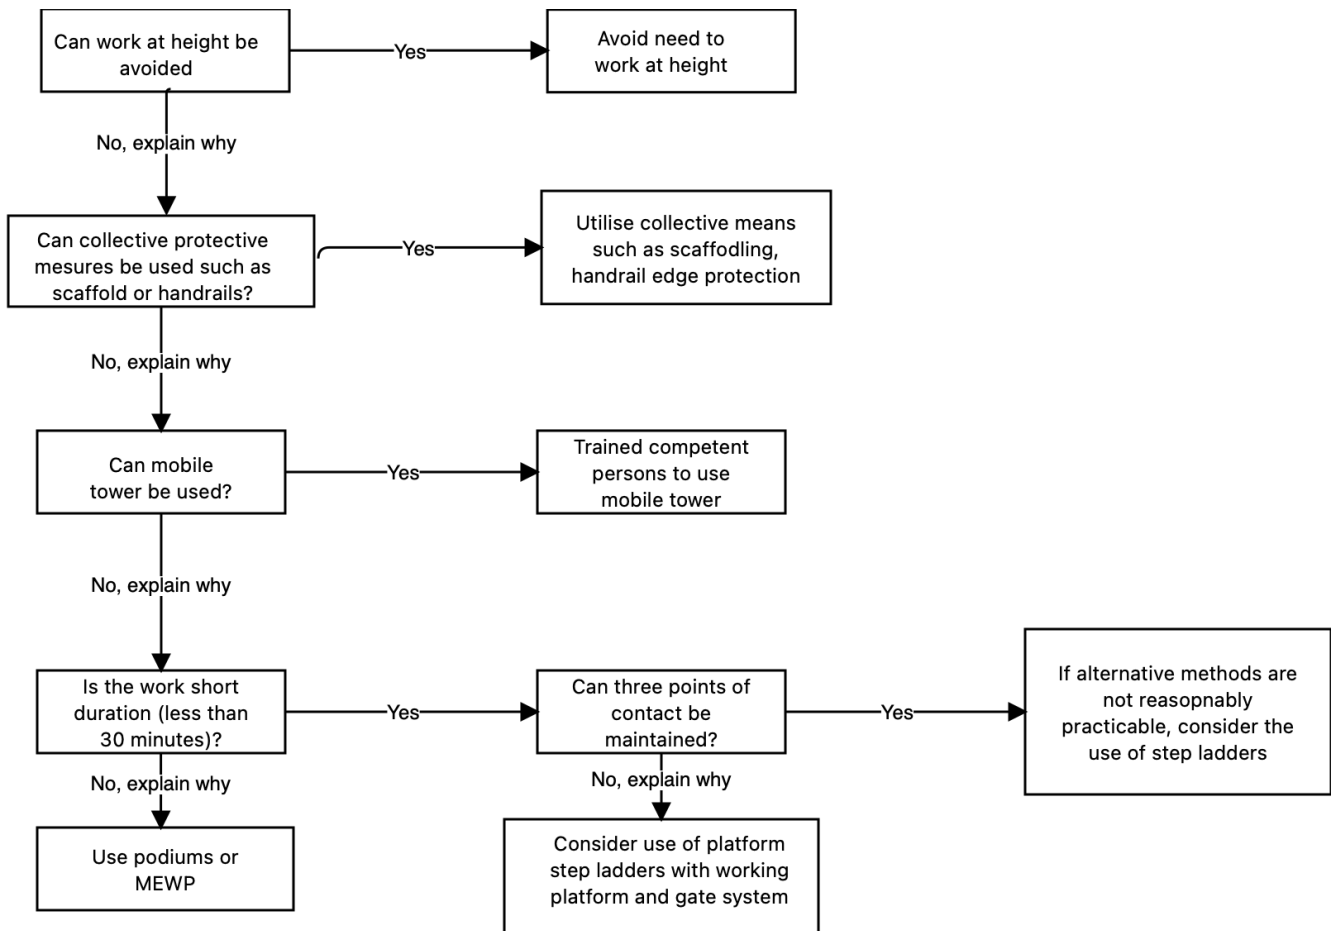 Can work at height be
avoided
Yes
Avoid need to
work at height
No, explain why
Can collective protective
mesures be used such as
scaffold or handrails?
Yes
Utilise collective means
such as scaffodling,
handrail edge protection
No, explain why
Can mobile
tower be used?
Yes
Trained competent
persons to use
mobile tower
No, explain why
Is the work short
duration (less than
30 minutes)?
Yes
Can three points of
contact be
maintained?
Yes
If alternative methods are
not reasopnably
practicable, consider the
use of step ladders
No, explain why
No, explain why
Use podiums or
MEWP
Consider use of platform
step ladders with working
platform and gate system